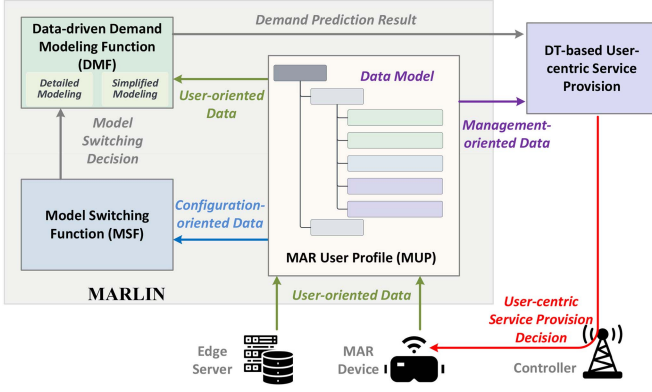 Data-driven Demand
Modeling Function
(DMF)
Detailed
Modeling
Simplified
Modeling
Demand Prediction Result
DT-based User-
centric Service
Provision
User-oriented
Data
Data Model
Management-
oriented Data
Model
Switching
Decision
Model Switching
Function (MSF)
Configuration-
oriented Data
MAR User Profile (MUP)
MARLIN
User-oriented Data
User-centric
Service Provision
Decision
Edge
Server
MAR
Device
Controller